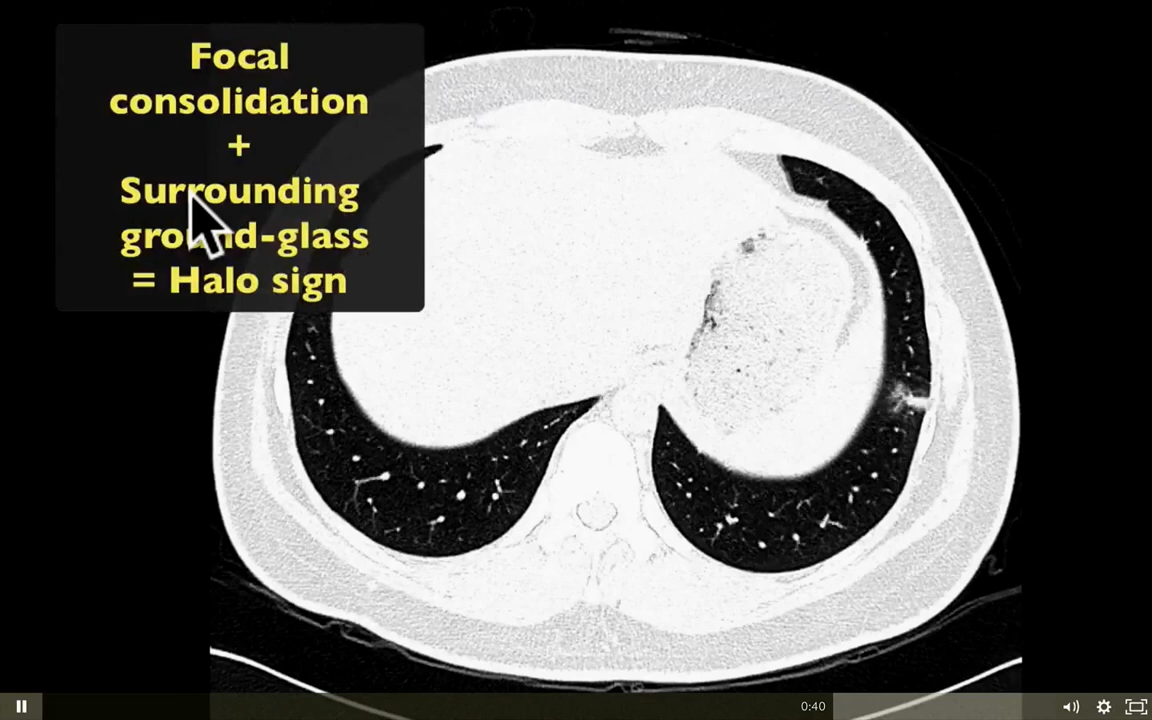 Focal
consolidation
+
Surrounding
ground-glass
= Halo sign
0:40